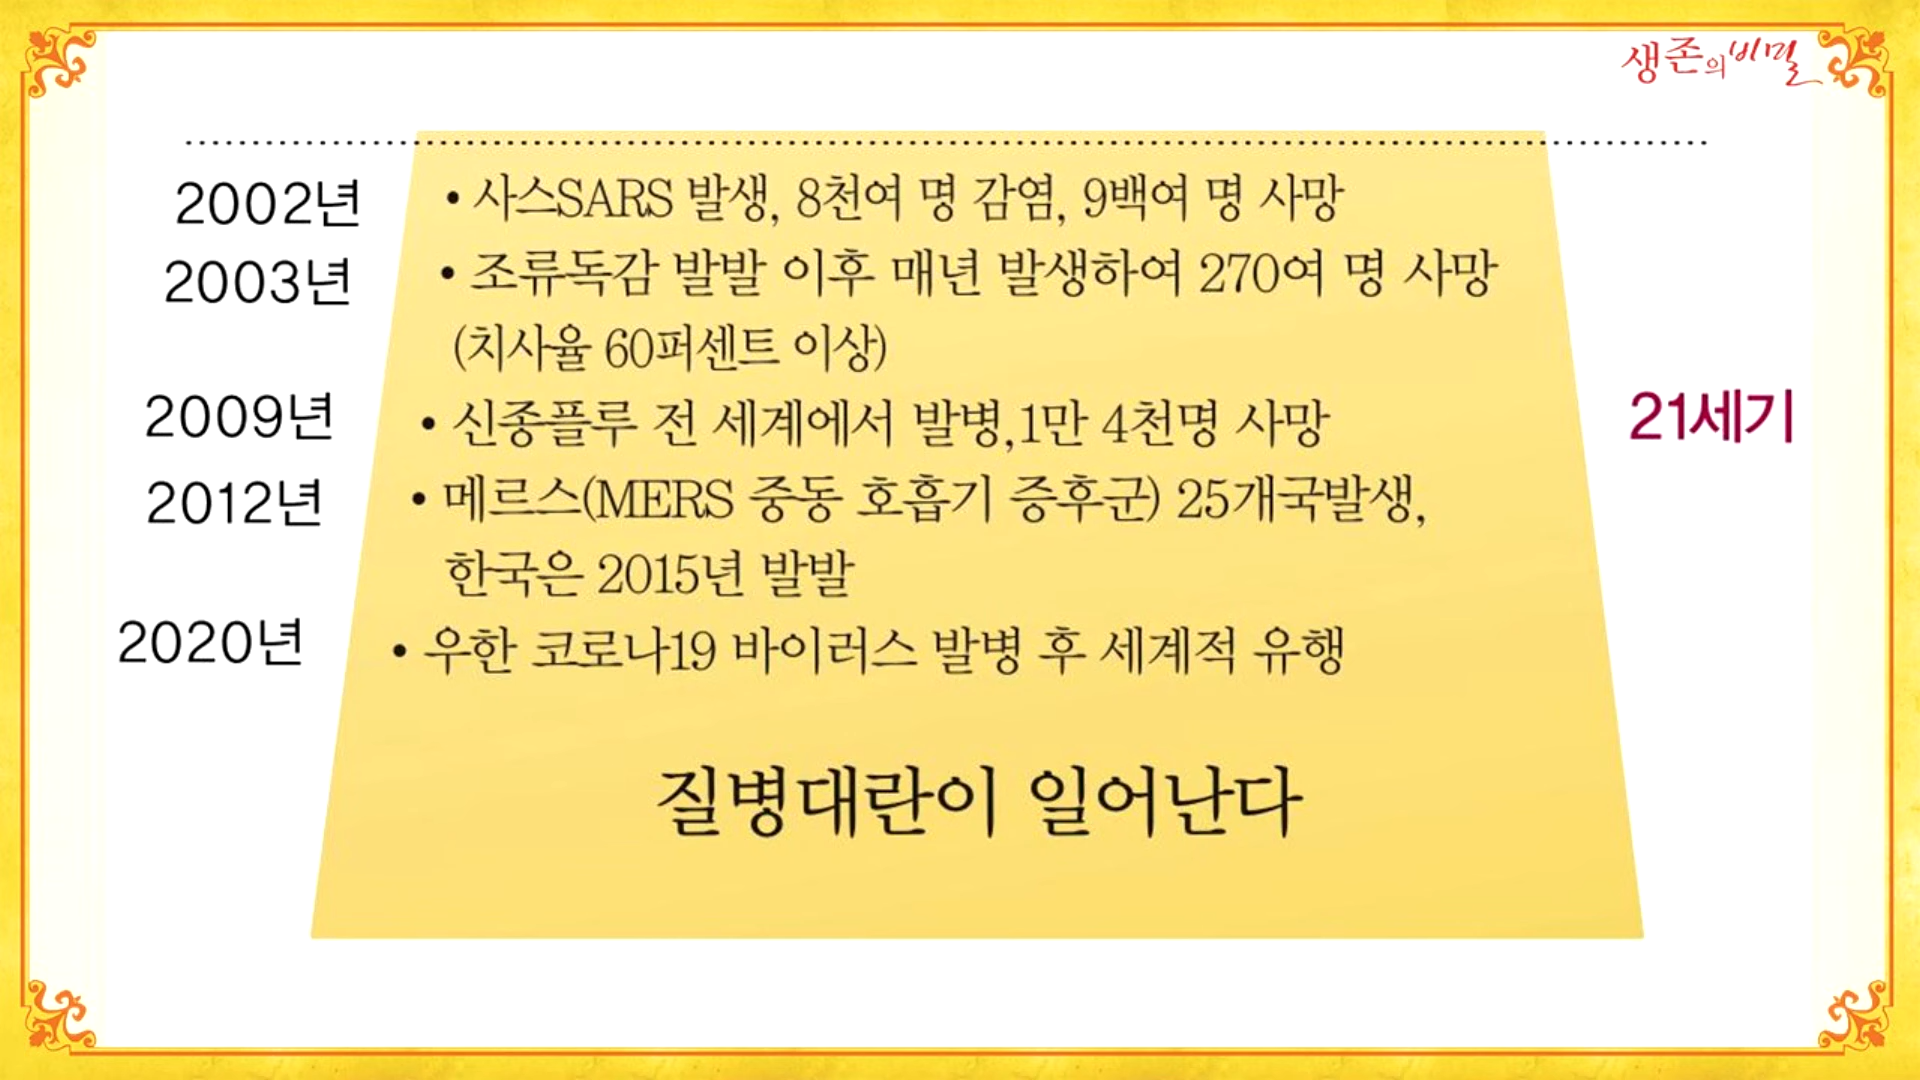 생존의 비밀
2002년 • 사스SARS 발생, 8천여 명 감염, 9백여 명 사망
2003년 • 조류독감 발발 이후 매년 발생하여 270여 명 사망
(치사율 60퍼센트 이상)
2009년 • 신종플루 전 세계에서 발병,1만 4천명 사망
21세기
2012년 • 메르스(MERS 중동 호흡기 증후군) 25개국발생,
한국은 2015년 발발
2020년 • 우한 코로나19 바이러스 발병 후 세계적 유행
질병대란이 일어난다